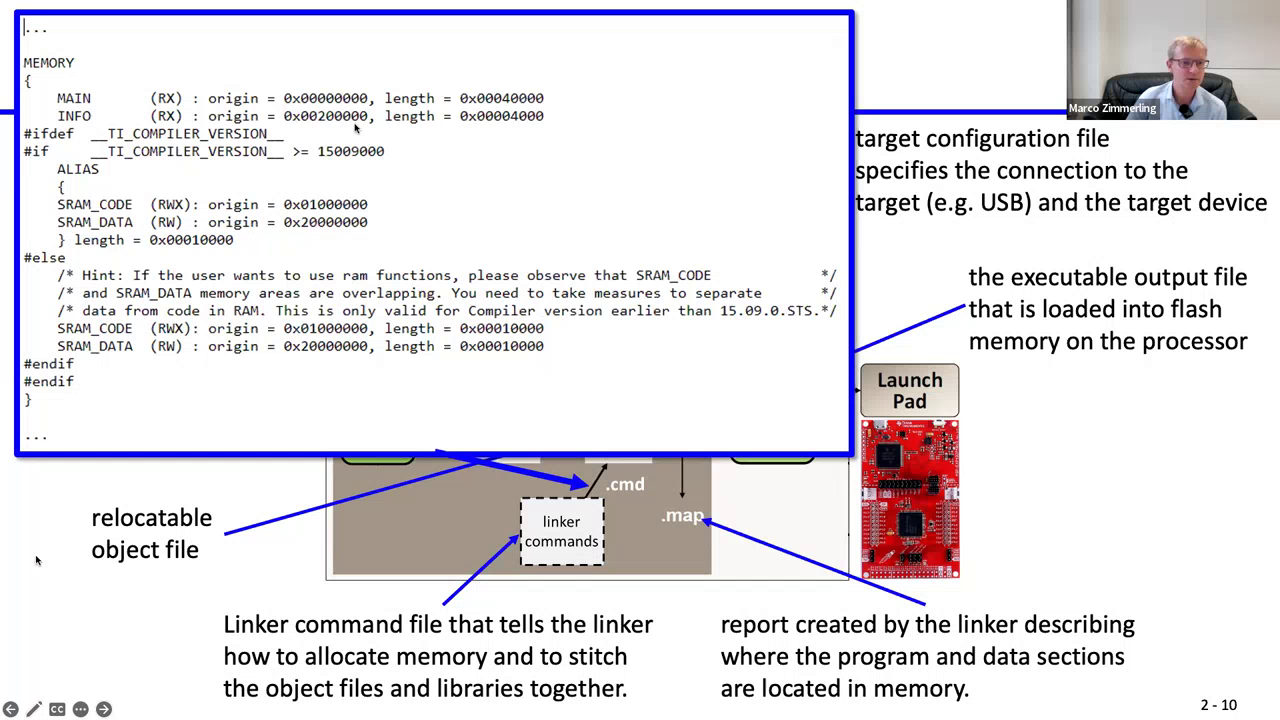 ...
MEMORY
{
MAIN (RX) : origin = 0x00000000, length = 0x00040000
INFO (RX) : origin = 0x00200000, length = 0x00004000
#ifdef __TI_COMPILER_VERSION__
#if __TI_COMPILER_VERSION__ >= 15009000
ALIAS
{
SRAM_CODE (RWX): origin = 0x01000000
SRAM_DATA (RW) : origin = 0x20000000
} length = 0x00010000
#else
/* Hint: If the user wants to use ram functions, please observe that SRAM_CODE */
/* and SRAM_DATA memory areas are overlapping. You need to take measures to separate */
/* data from code in RAM. This is only valid for Compiler version earlier than 15.09.0.STS.*/
SRAM_CODE (RWX): origin = 0x01000000, length = 0x00010000
SRAM_DATA (RW) : origin = 0x20000000, length = 0x00010000
#endif
#endif
}
...
Marco Zimmerling
target configuration file
specifies the connection to the
target (e.g. USB) and the target device
the executable output file
that is loaded into flash
memory on the processor
Launch
Pad
.cmd
.map
linker
commands
relocatable
object file
Linker command file that tells the linker
how to allocate memory and to stitch
the object files and libraries together.
report created by the linker describing
where the program and data sections
are located in memory.
CC
2 - 10